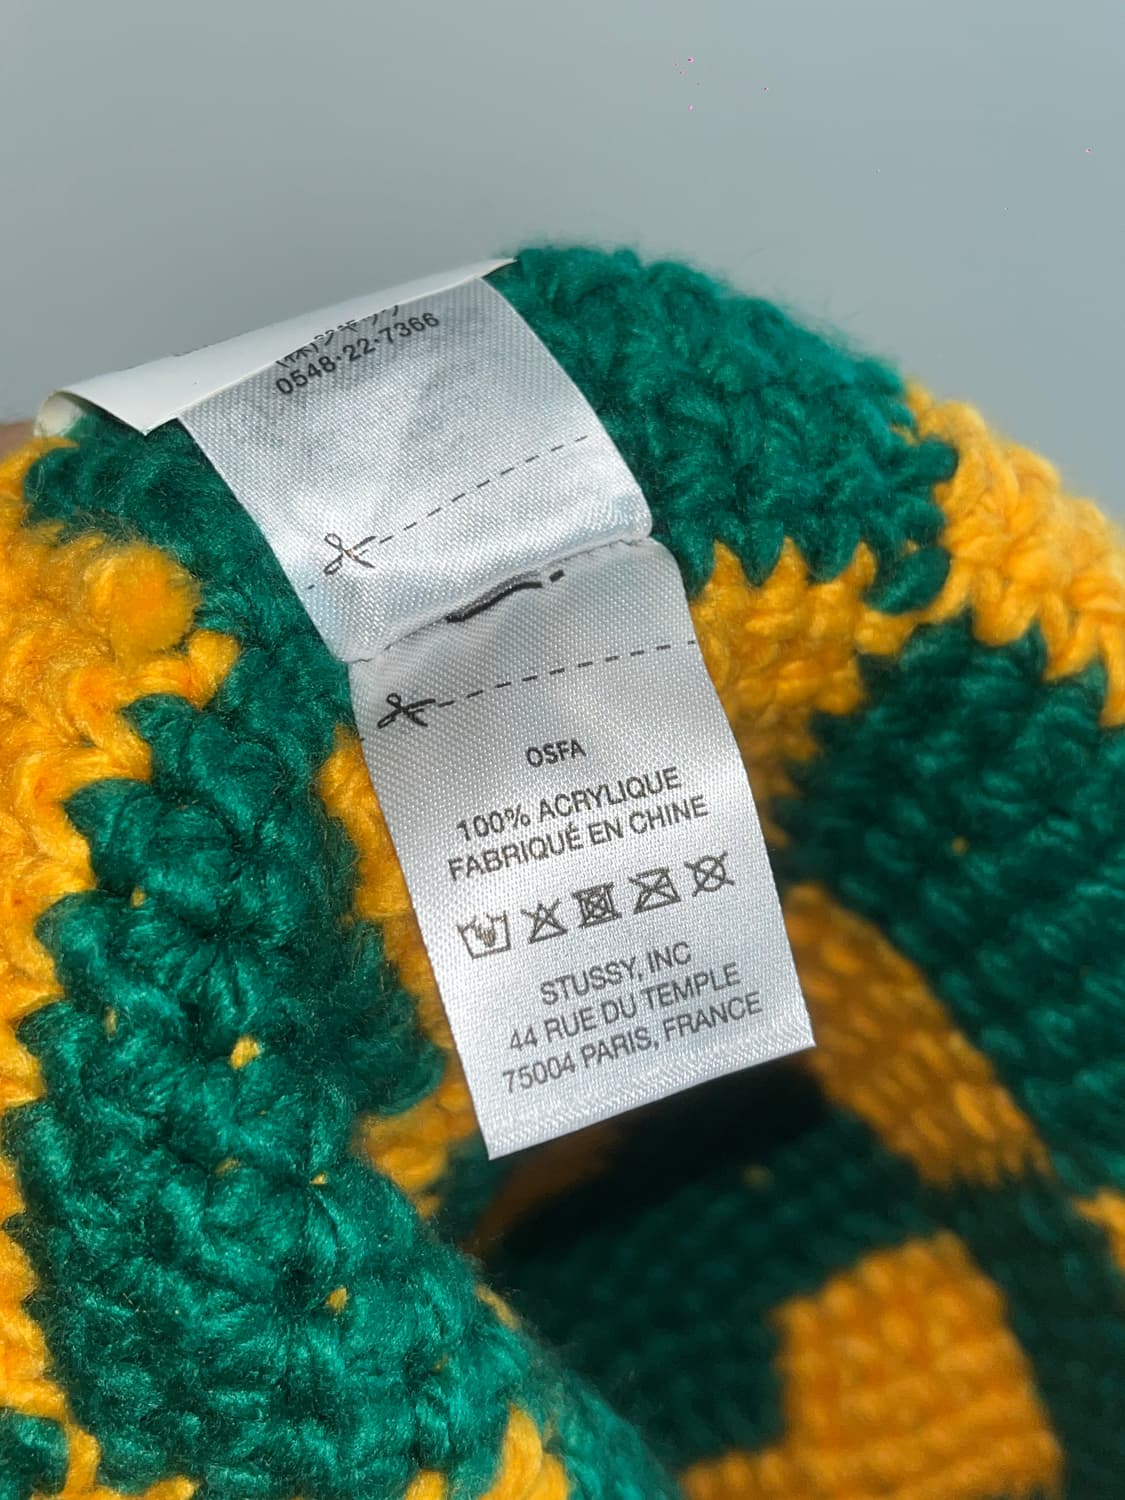 0548-22-7366
OSFA
100% ACRYLIQUE
FABRIQUÉ EN CHINE
STUSSY, INC
44 RUE DU TEMPLE
75004 PARIS, FRANCE